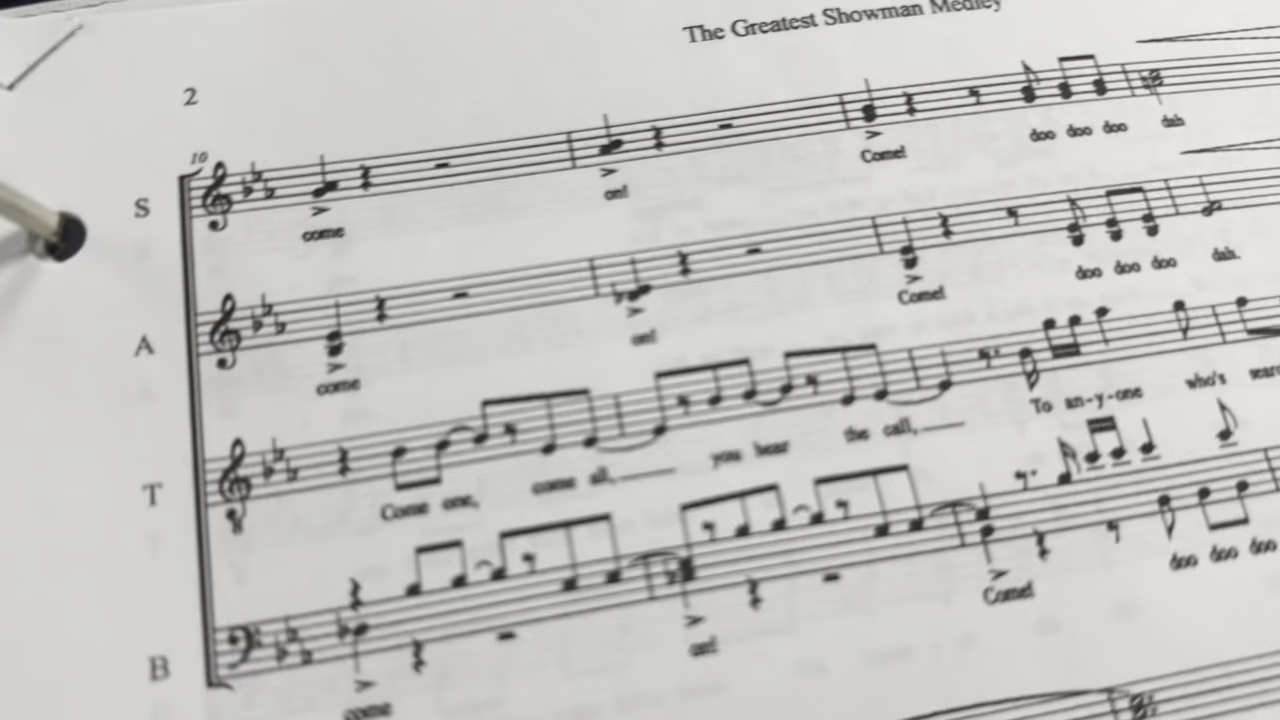 The Greatest Showman Medley
2
10
S
come on! Come! doo doo doo dah
A
come on! Come! doo doo doo dah.
T
Come one, come all, you hear the call, To an-y-one who's
8
B
come on! Come! doo doo doo